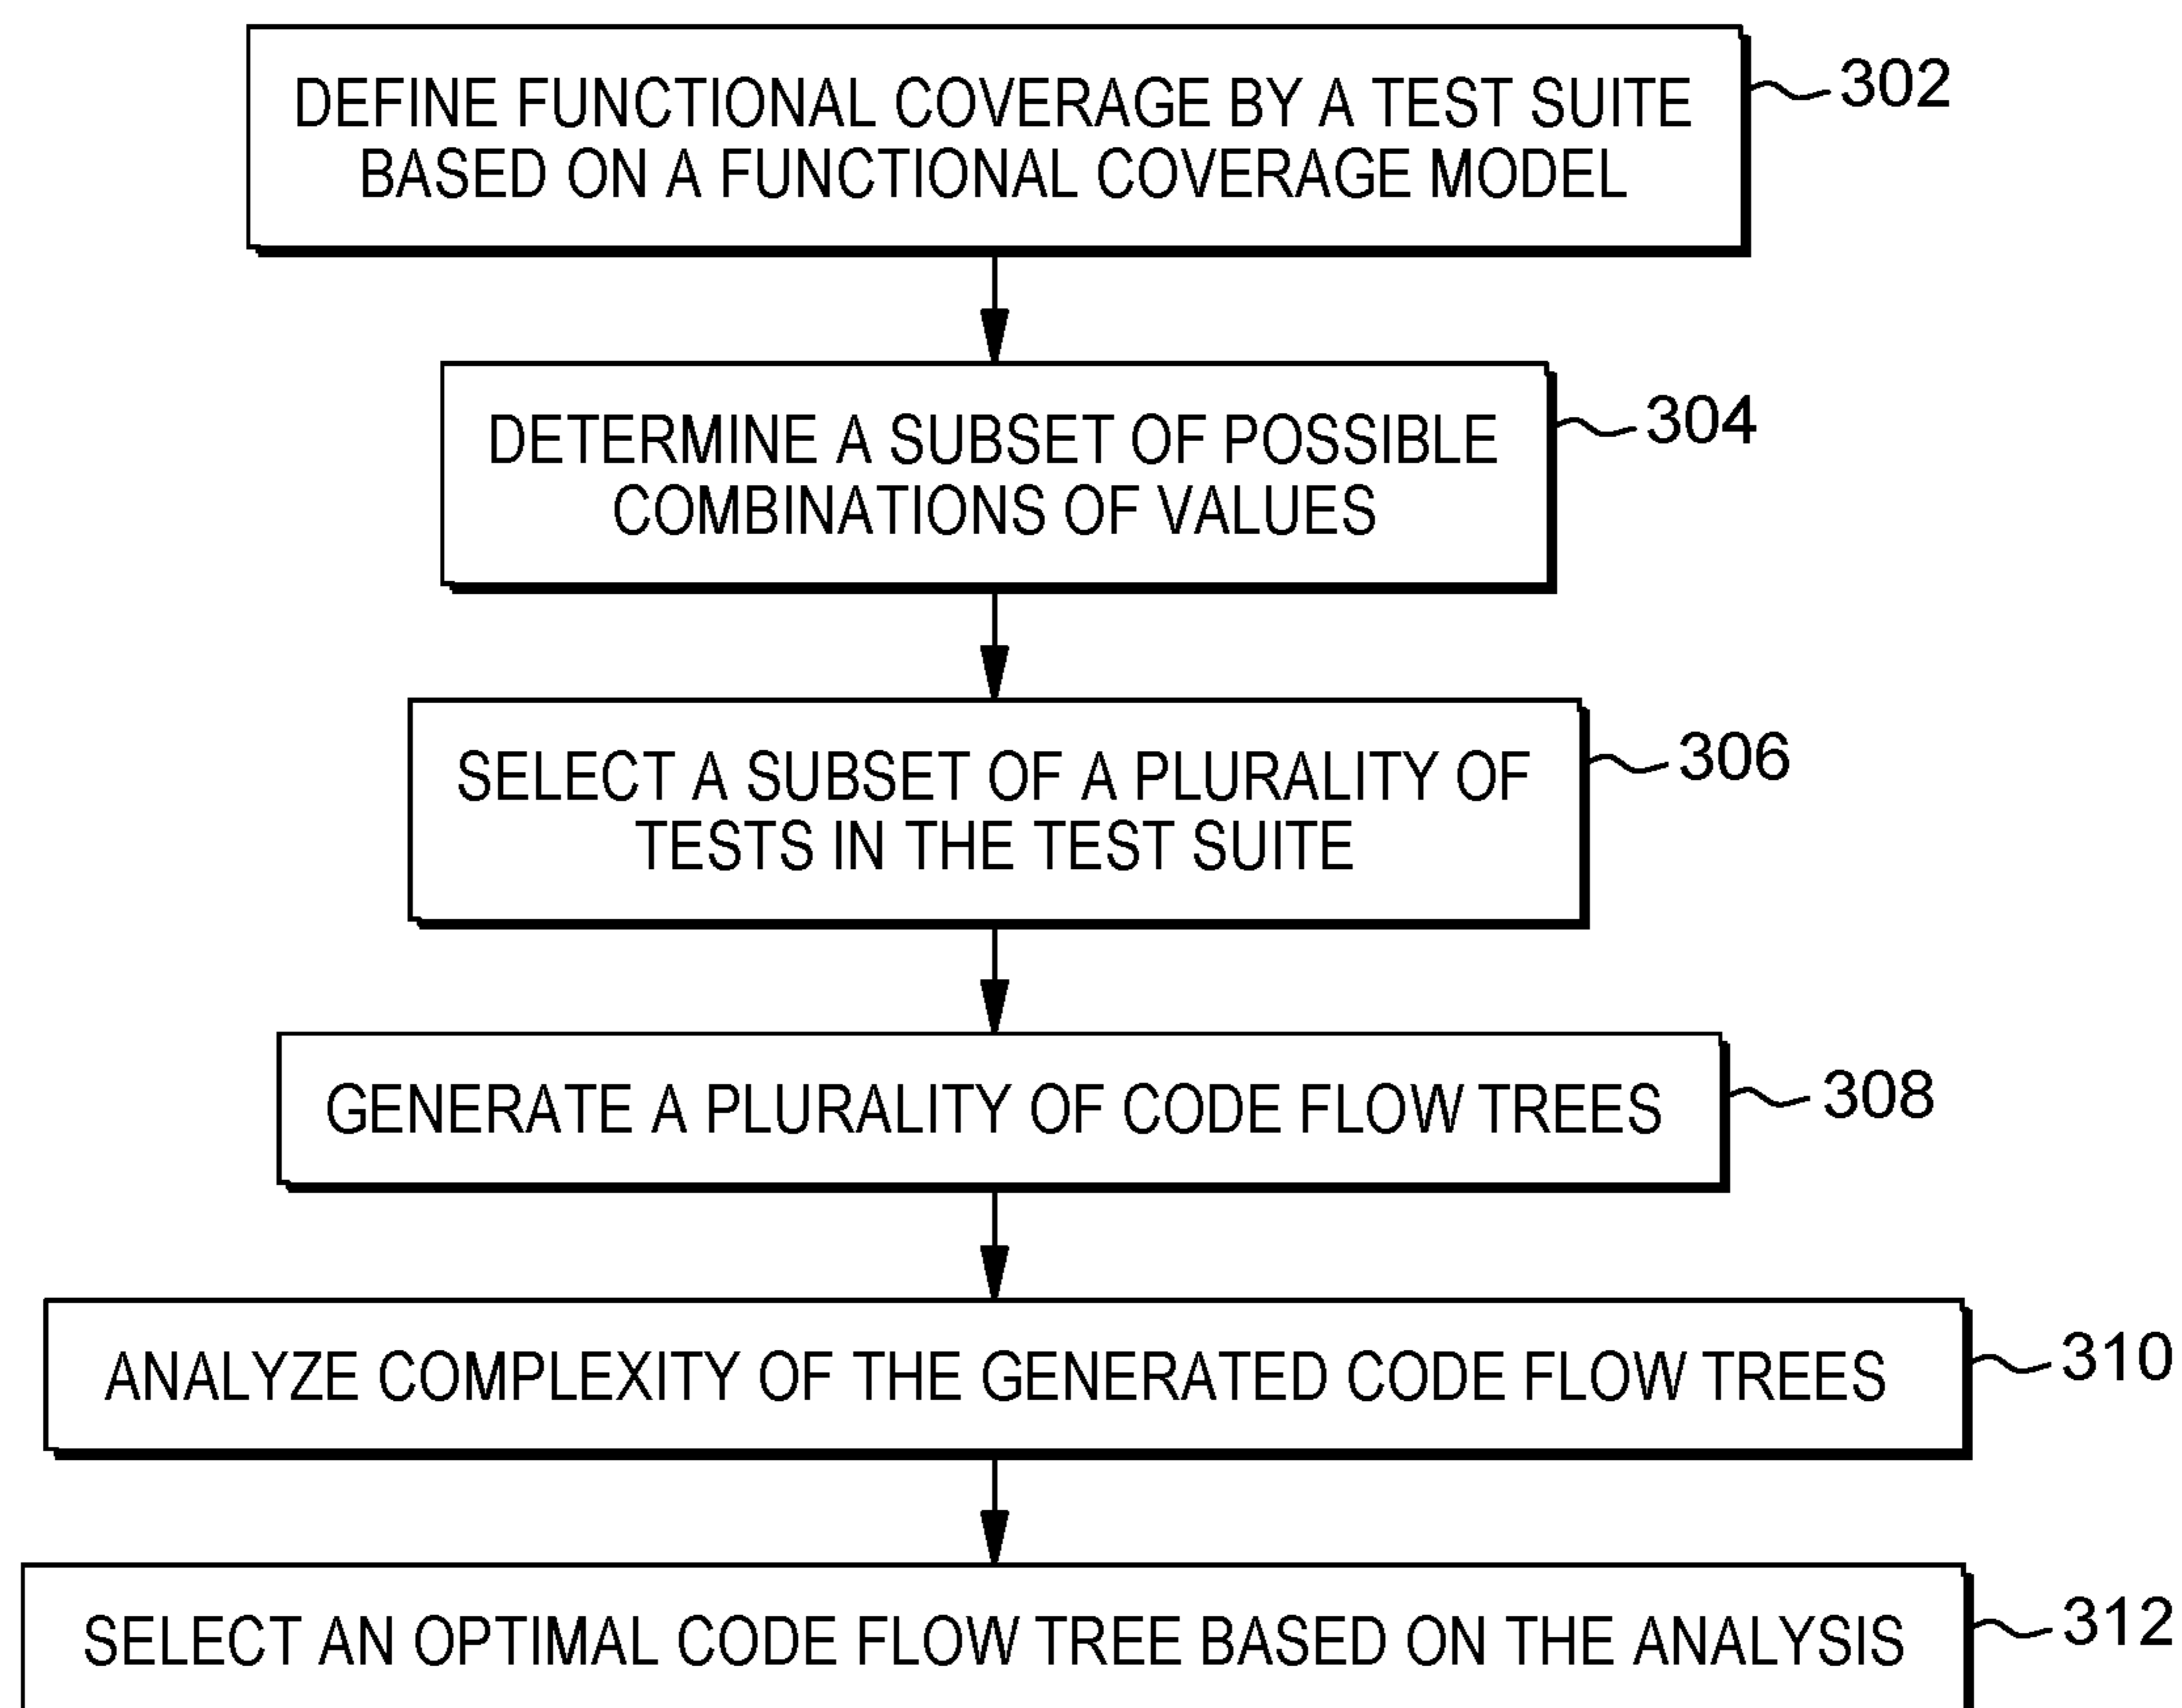 DEFINE FUNCTIONAL COVERAGE BY A TEST SUITE
BASED ON A FUNCTIONAL COVERAGE MODEL
302
DETERMINE A SUBSET OF POSSIBLE
COMBINATIONS OF VALUES
304
SELECT A SUBSET OF A PLURALITY OF
TESTS IN THE TEST SUITE
306
GENERATE A PLURALITY OF CODE FLOW TREES
308
ANALYZE COMPLEXITY OF THE GENERATED CODE FLOW TREES
310
SELECT AN OPTIMAL CODE FLOW TREE BASED ON THE ANALYSIS
312